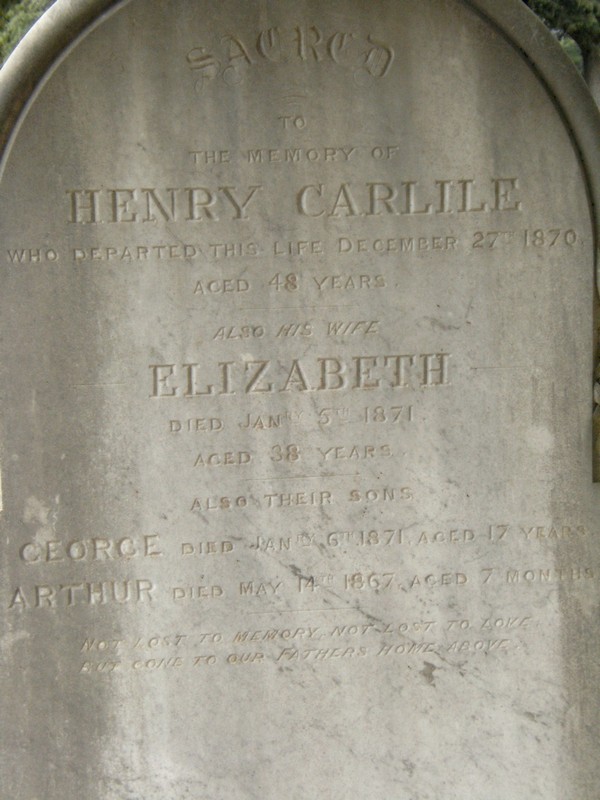 SACRED
TO
THE MEMORY OF
HENRY CARLILE
WHO DEPARTED THIS LIFE DECEMBER 27TH 1870
AGED 48 YEARS.
ALSO HIS WIFE
ELIZABETH
DIED JANRY 5TH 1871.
AGED 38 YEARS.
ALSO THEIR SONS
GEORGE DIED JANRY 6TH 1871, AGED 17 YEARS
ARTHUR DIED MAY 14TH 1867, AGED 7 MONTHS
NOT LOST TO MEMORY, NOT LOST TO LOVE.
BUT GONE TO OUR FATHERS HOME ABOVE.